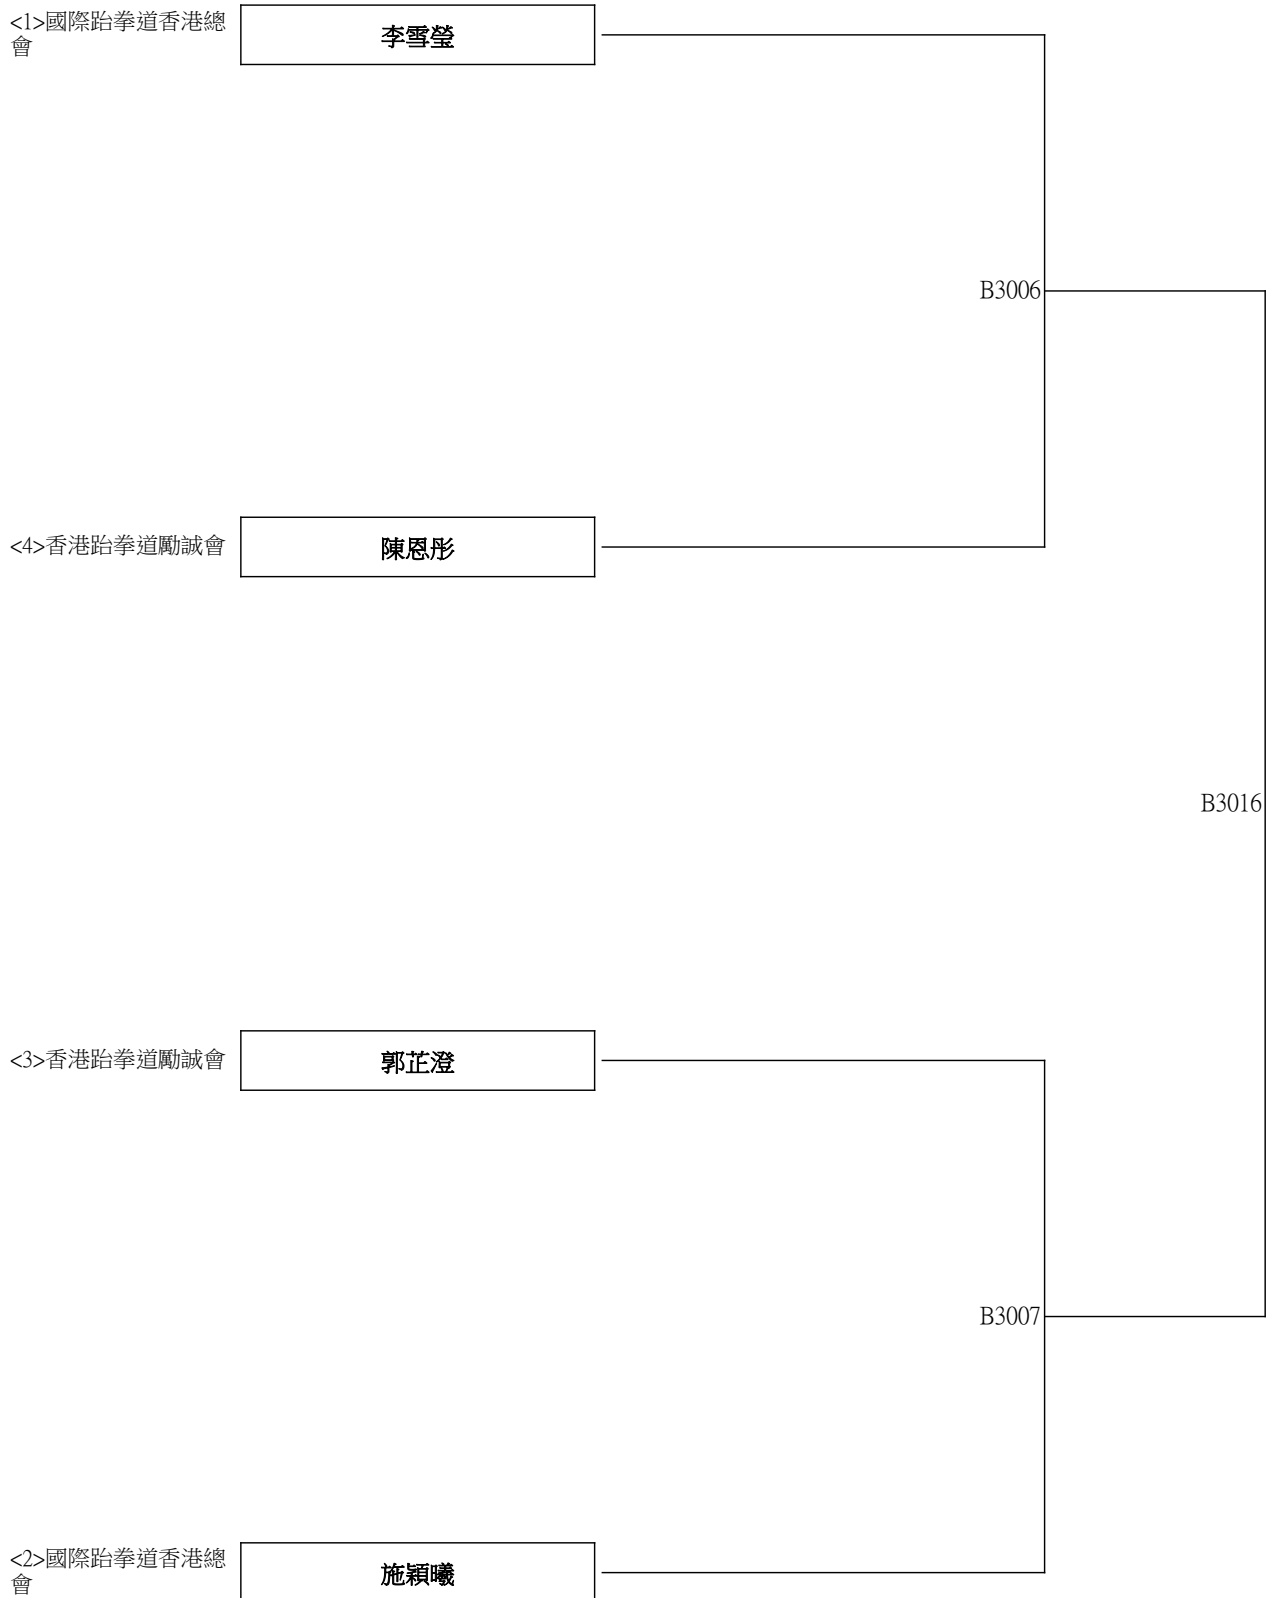 <1>國際跆拳道香港總
會
李雪瑩
B3006
<4>香港跆拳道勵誠會
陳恩彤
B3016
<3>香港跆拳道勵誠會
郭芷澄
B3007
<2>國際跆拳道香港總
會
施穎曦